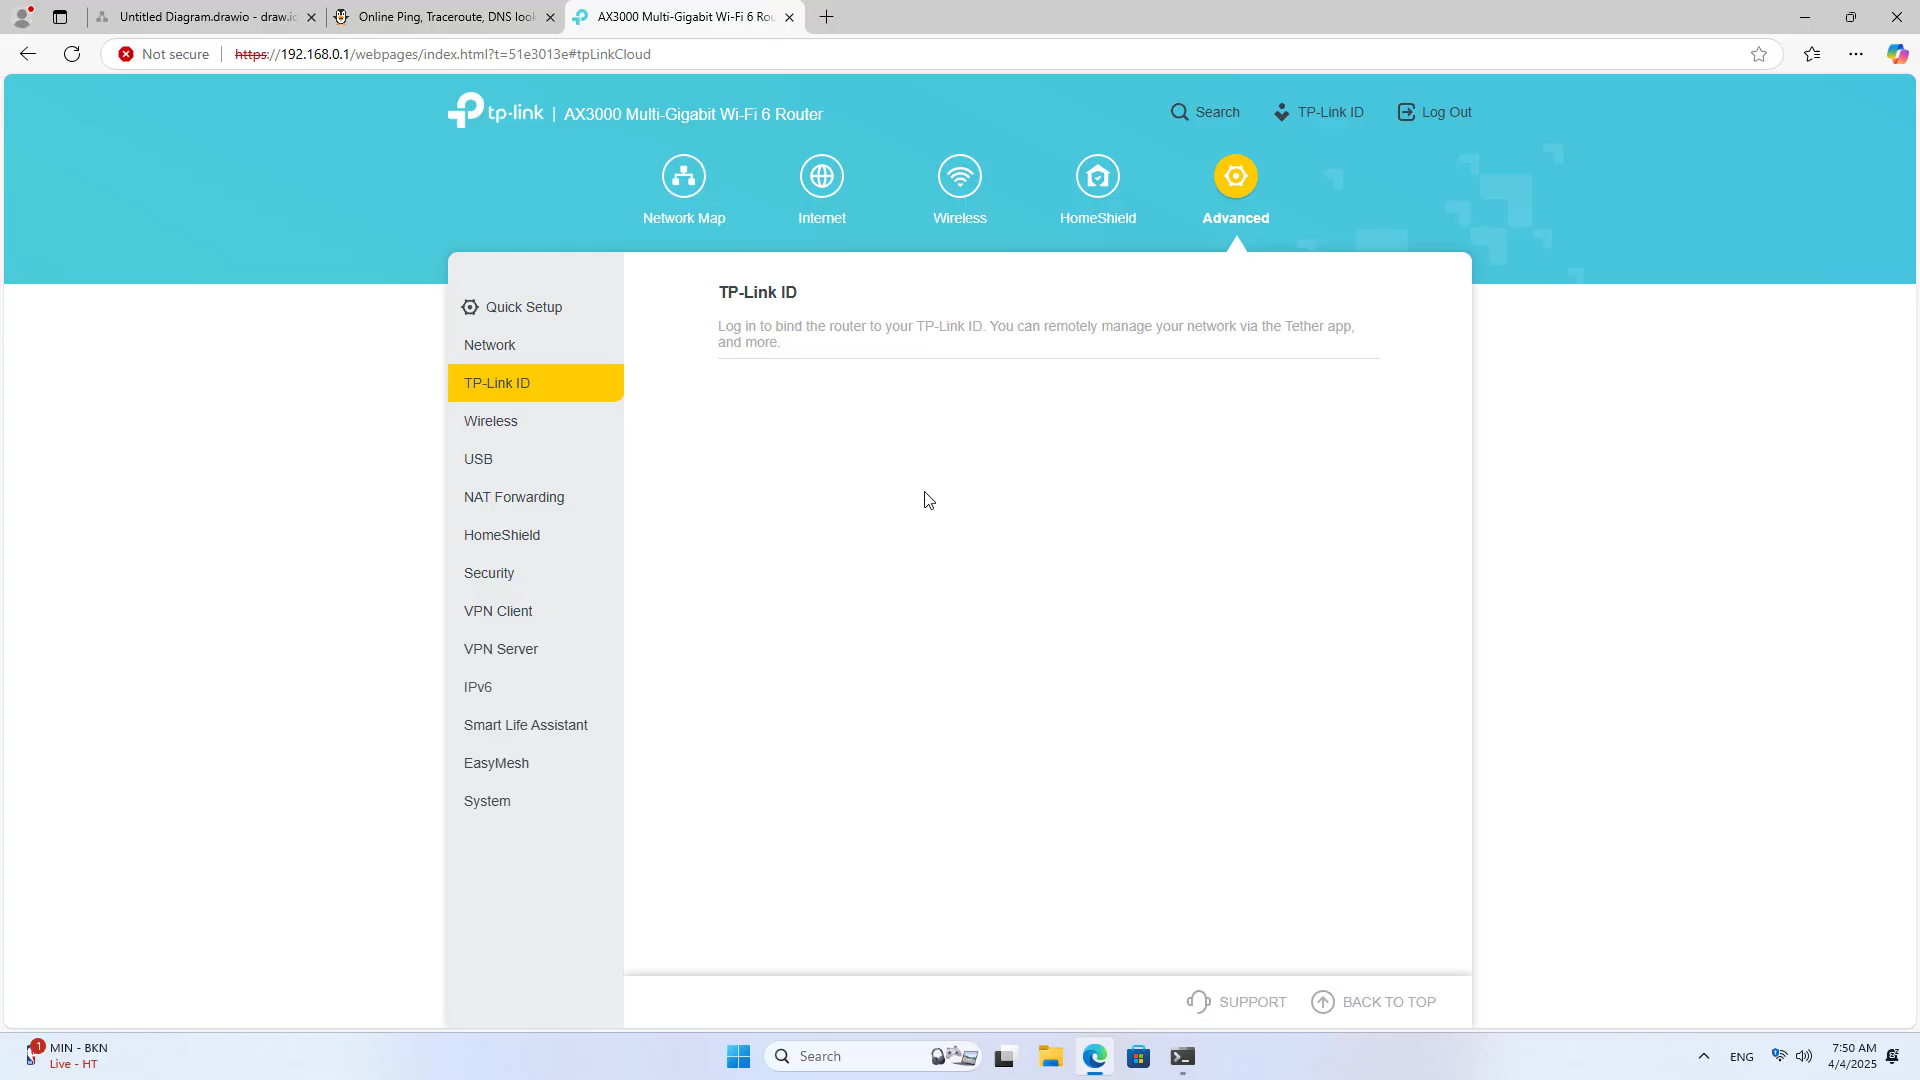 Untitled Diagram.drawio - draw.io
Online Ping, Traceroute, DNS look
AX3000 Multi-Gigabit Wi-Fi 6 Rou
Not secure
https://192.168.0.1/webpages/index.html?t=51e3013e#tpLinkCloud
tp-link | AX3000 Multi-Gigabit Wi-Fi 6 Router
Search
TP-Link ID
Log Out
Network Map
Internet
Wireless
HomeShield
Advanced
Quick Setup
Network
TP-Link ID
Wireless
USB
NAT Forwarding
HomeShield
Security
VPN Client
VPN Server
IPv6
Smart Life Assistant
EasyMesh
System
TP-Link ID
Log in to bind the router to your TP-Link ID. You can remotely manage your network via the Tether app,
and more.
SUPPORT
BACK TO TOP
1
MIN - BKN
Live - HT
Search
ENG
7:50 AM
4/4/2025